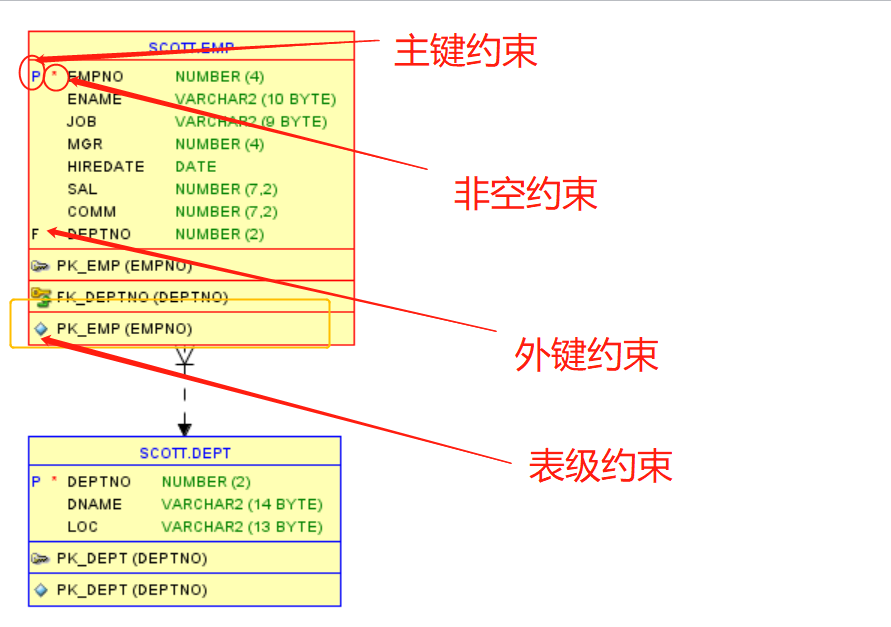 SCOTT.EMP
主键约束
P * EMPNO NUMBER (4)
ENAME VARCHAR2 (10 BYTE)
JOB VARCHAR2 (9 BYTE)
MGR NUMBER (4)
HIREDATE DATE
SAL NUMBER (7,2)
非空约束
COMM NUMBER (7,2)
F DEPTNO NUMBER (2)
PK_EMP (EMPNO)
FK_DEPTNO (DEPTNO)
PK_EMP (EMPNO)
外键约束
SCOTT.DEPT
表级约束
P * DEPTNO NUMBER (2)
DNAME VARCHAR2 (14 BYTE)
LOC VARCHAR2 (13 BYTE)
PK_DEPT (DEPTNO)
PK_DEPT (DEPTNO)